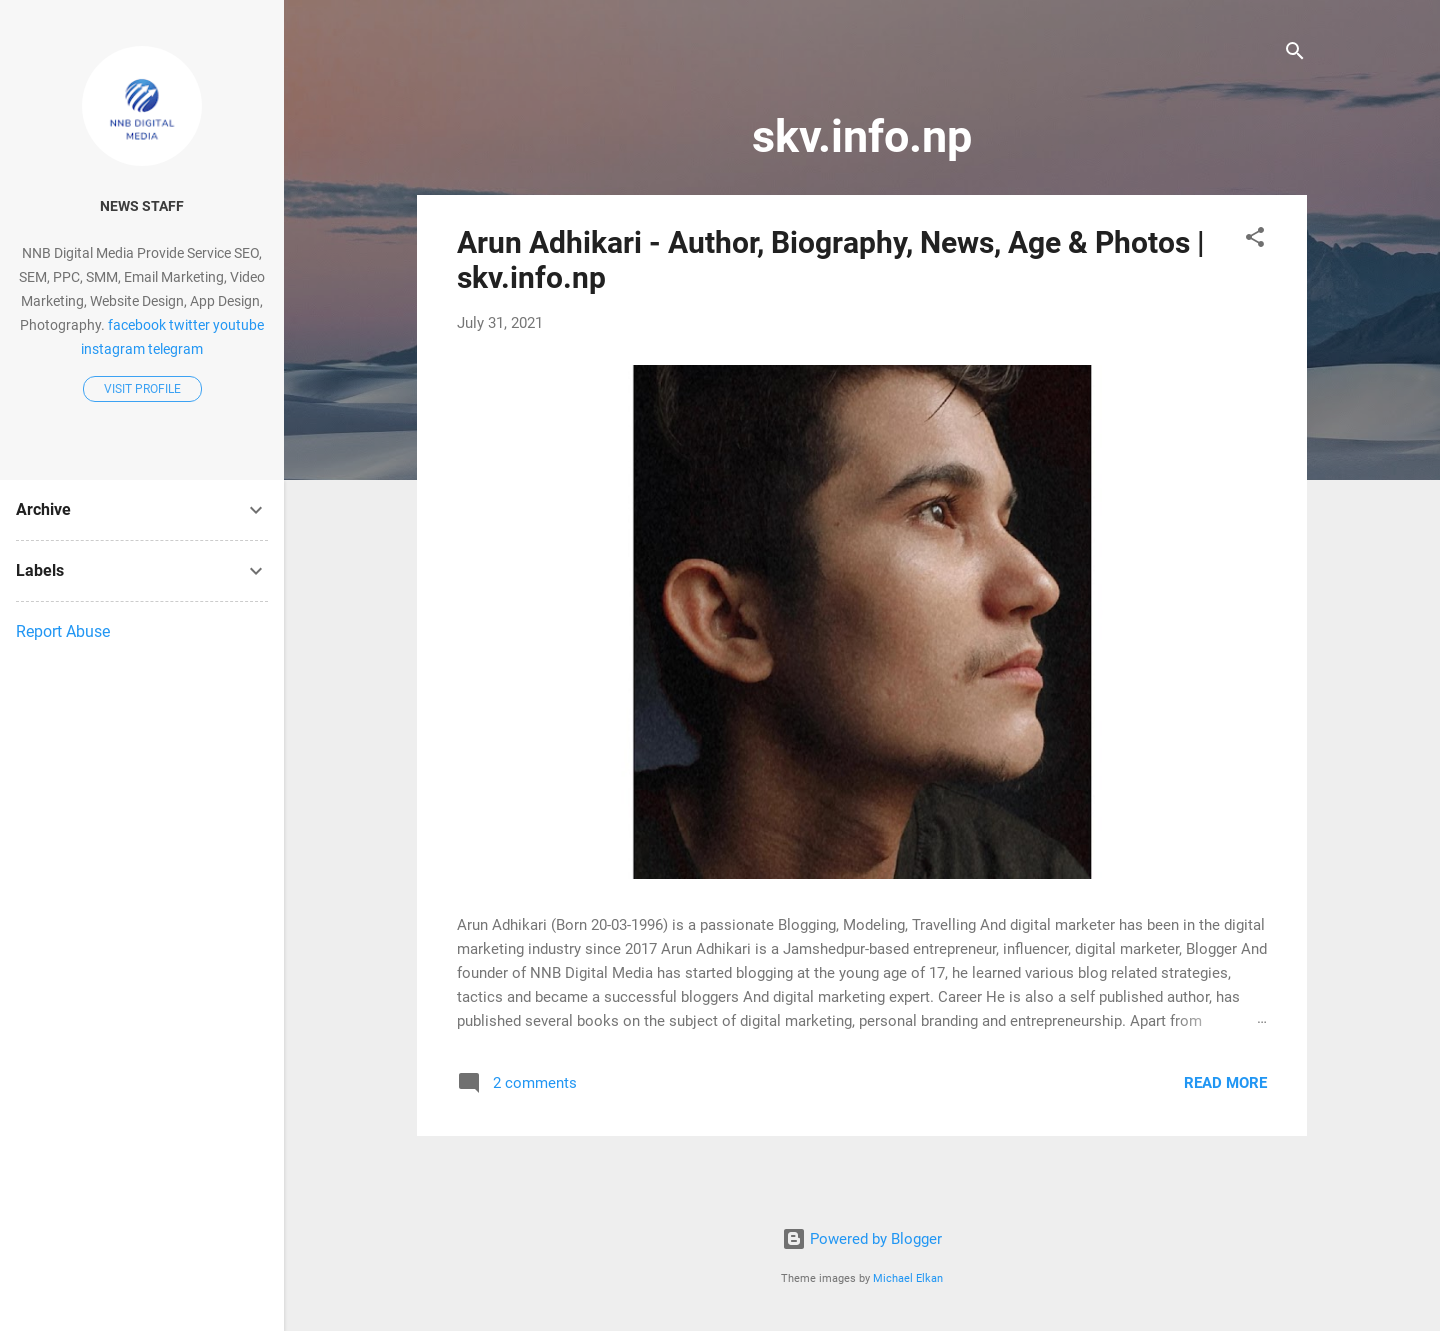 NNB DIGITAL
MEDIA
NEWS STAFF
NNB Digital Media Provide Service SEO,
SEM, PPC, SMM, Email Marketing, Video
Marketing, Website Design, App Design,
Photography. facebook twitter youtube
instagram telegram
VISIT PROFILE
Archive
Labels
Report Abuse
skv.info.np
Arun Adhikari - Author, Biography, News, Age & Photos |
skv.info.np
July 31, 2021
Arun Adhikari (Born 20-03-1996) is a passionate Blogging, Modeling, Travelling And digital marketer has been in the digital
marketing industry since 2017 Arun Adhikari is a Jamshedpur-based entrepreneur, influencer, digital marketer, Blogger And
founder of NNB Digital Media has started blogging at the young age of 17, he learned various blog related strategies,
tactics and became a successful bloggers And digital marketing expert. Career He is also a self published author, has
published several books on the subject of digital marketing, personal branding and entrepreneurship. Apart from …
2 comments
READ MORE
Powered by Blogger
Theme images by Michael Elkan